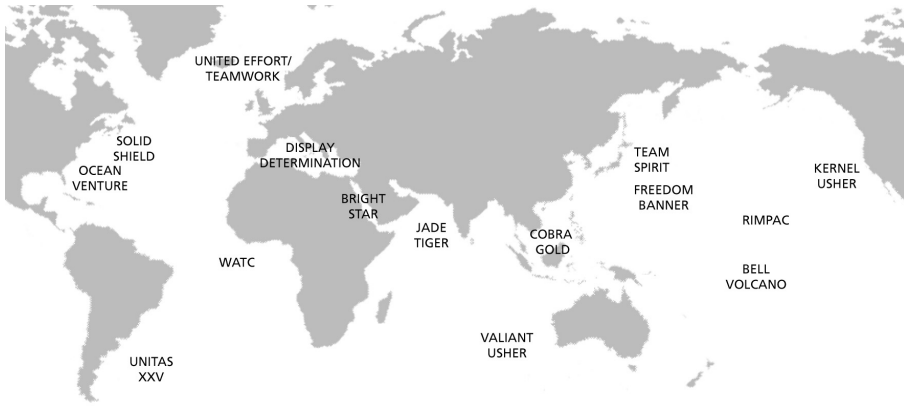 UNITED EFFORT/
TEAMWORK
SOLID
SHIELD
OCEAN
VENTURE
DISPLAY
DETERMINATION
BRIGHT
STAR
JADE
TIGER
WATC
COBRA
GOLD
TEAM
SPIRIT
FREEDOM
BANNER
KERNEL
USHER
RIMPAC
BELL
VOLCANO
VALIANT
USHER
UNITAS
XXV